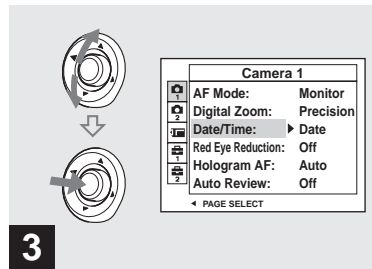 Camera 1
1
2
1
2
AF Mode: Monitor
Digital Zoom: Precision
Date/Time: Date
Red Eye Reduction: Off
Hologram AF: Auto
Auto Review: Off
PAGE SELECT
3